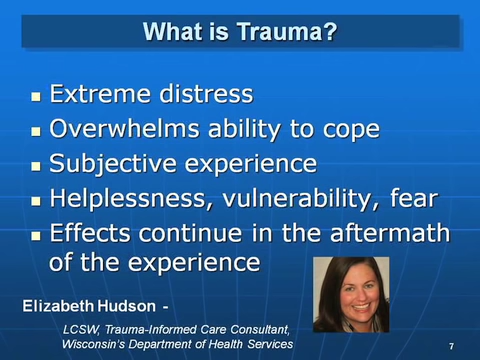 What is Trauma?
Extreme distress
Overwhelms ability to cope
Subjective experience
Helplessness, vulnerability, fear
Effects continue in the aftermath
of the experience
Elizabeth Hudson -
LCSW, Trauma-Informed Care Consultant,
Wisconsin's Department of Health Services
7